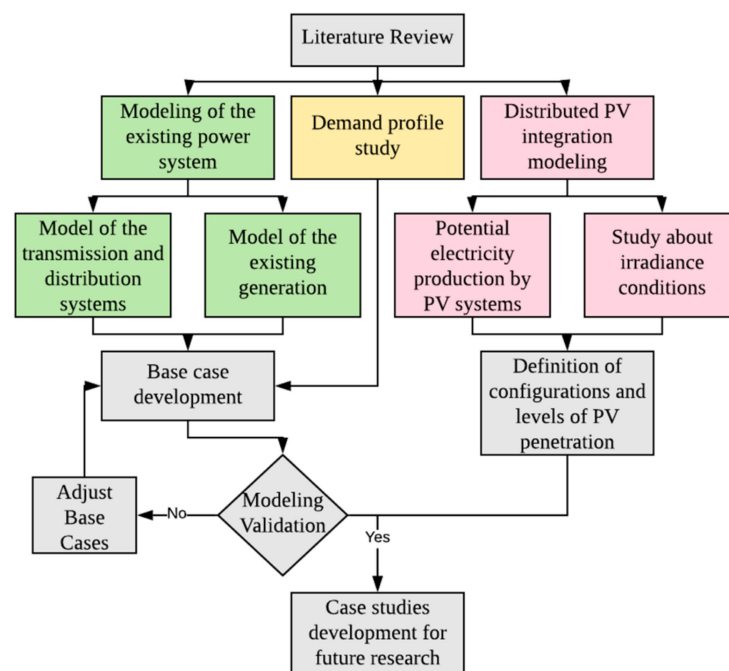 Literature Review
Modeling of the
existing power
system
Demand profile
study
Distributed PV
integration
modeling
Model of the
transmission and
distribution
systems
Model of the
existing
generation
Potential
electricity
production by
PV systems
Study about
irradiance
conditions
Base case
development
Definition of
configurations and
levels of PV
penetration
Adjust
Base
Cases
No
Modeling
Validation
Yes
Case studies
development for
future research